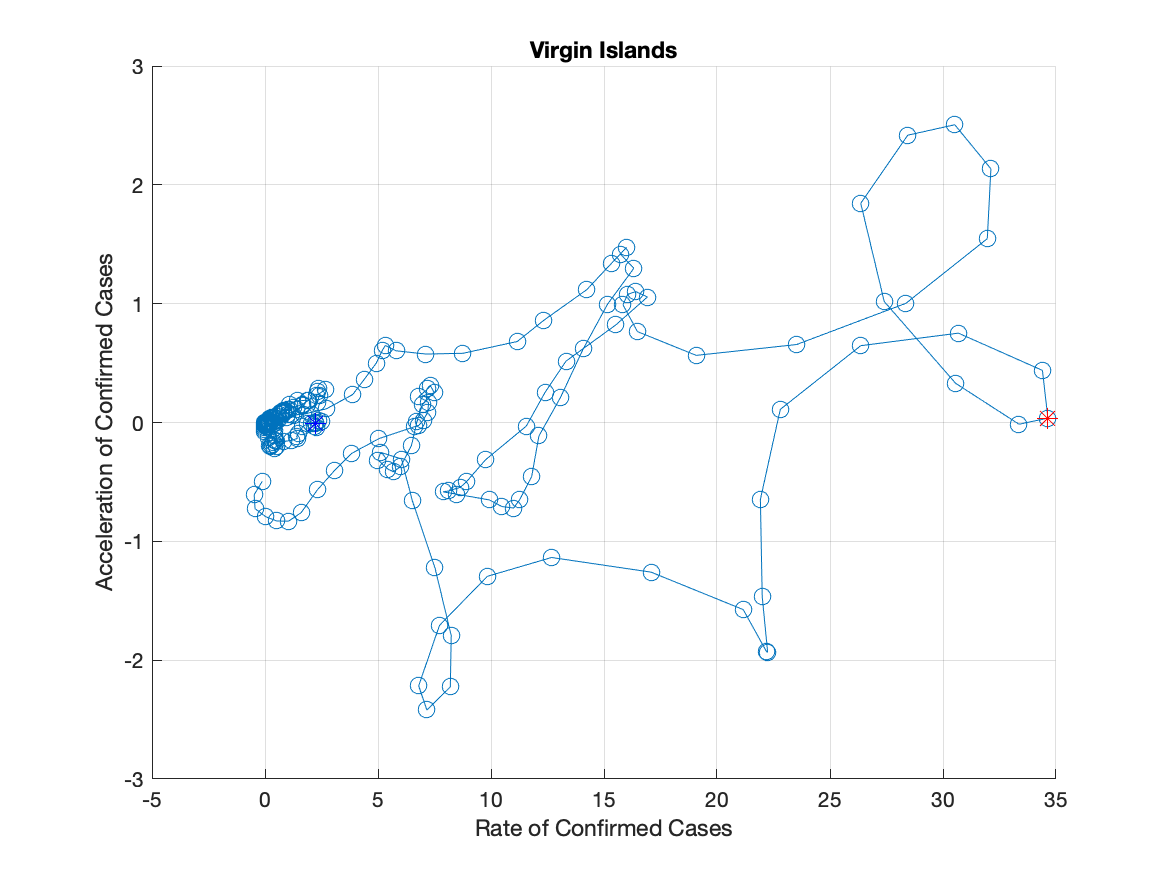 Virgin Islands
3
2
1
0
-1
-2
-3
Acceleration of Confirmed Cases
-5 0 5 10 15 20 25 30 35
Rate of Confirmed Cases